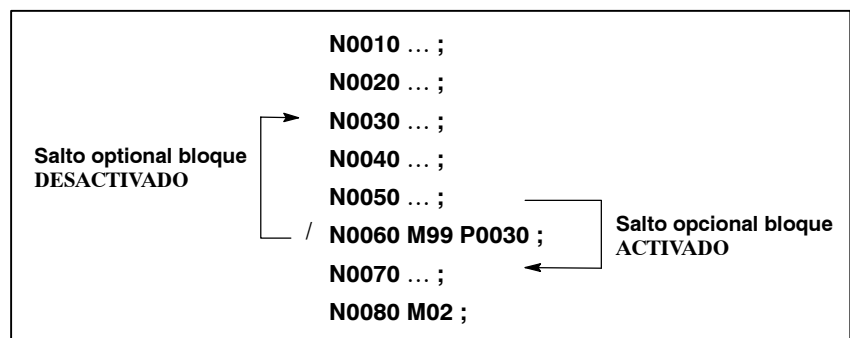 N0010 … ;
N0020 … ;
N0030 … ;
N0040 … ;
Salto optional bloque
DESACTIVADO
N0050 … ;
/ N0060 M99 P0030 ;
Salto opcional bloque
ACTIVADO
N0070 … ;
N0080 M02 ;